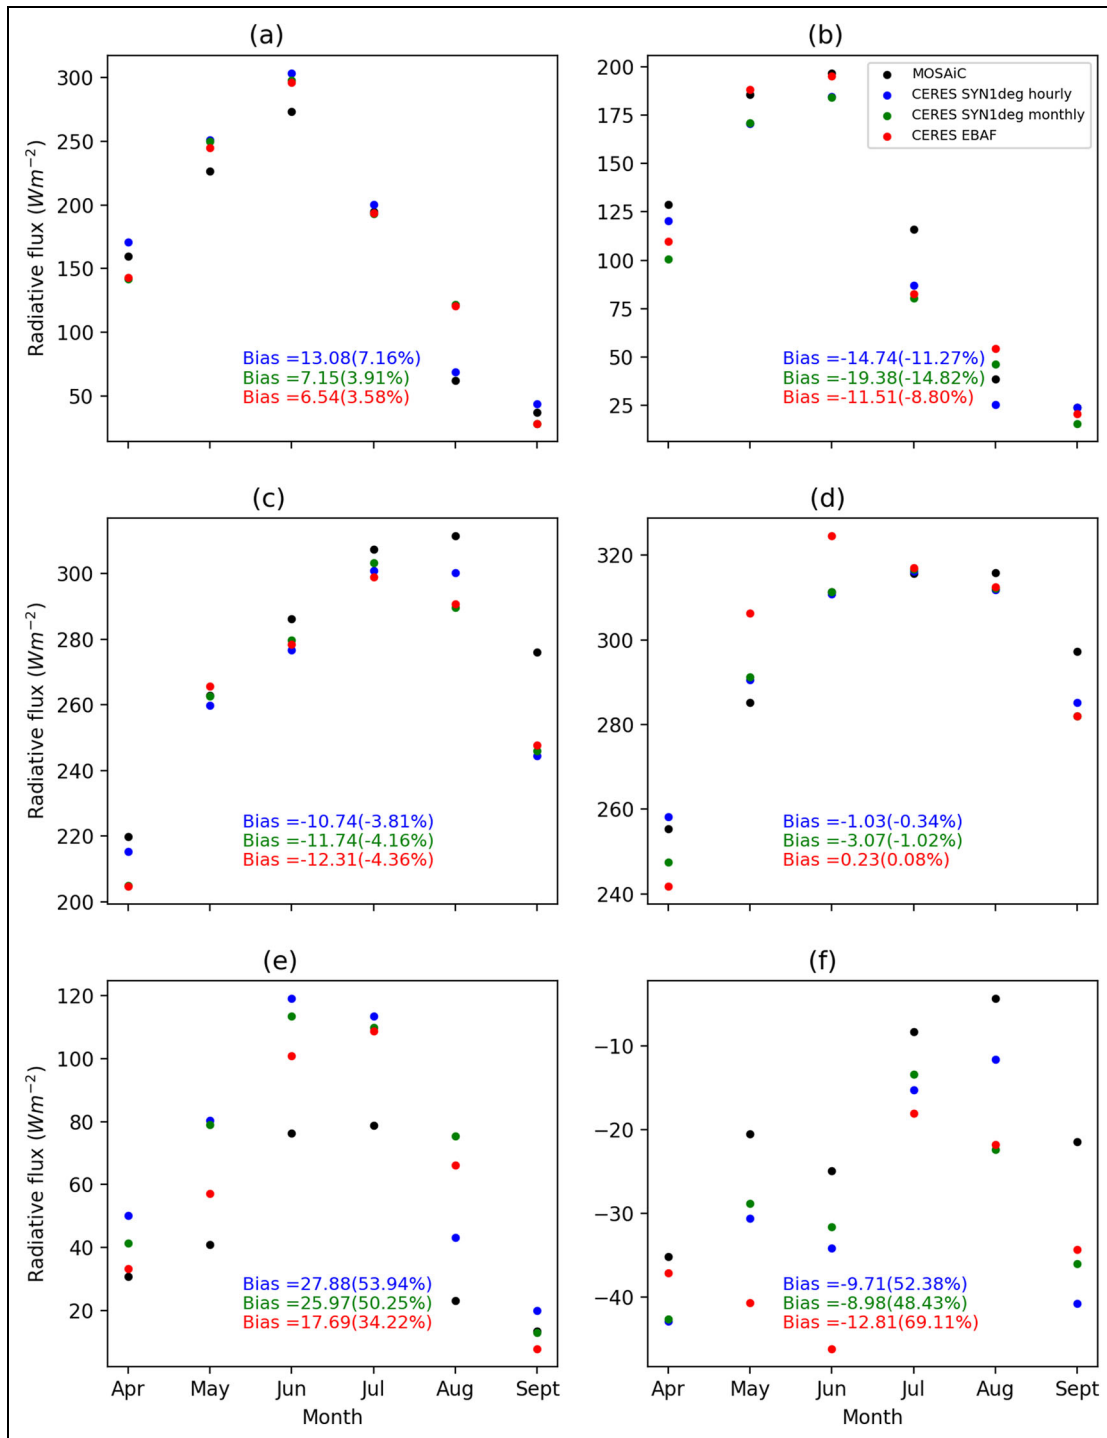 (a)
300
250
200
150
100
50
Radiative flux (Wm⁻²)
Bias =13.08(7.16%)
Bias =7.15(3.91%)
Bias =6.54(3.58%)
(b)
200
175
150
125
100
75
50
25
MOSAiC
CERES SYN1deg hourly
CERES SYN1deg monthly
CERES EBAF
Bias =-14.74(-11.27%)
Bias =-19.38(-14.82%)
Bias =-11.51(-8.80%)
(c)
300
280
260
240
220
200
Radiative flux (Wm⁻²)
Bias =-10.74(-3.81%)
Bias =-11.74(-4.16%)
Bias =-12.31(-4.36%)
(d)
320
300
280
260
240
Bias =-1.03(-0.34%)
Bias =-3.07(-1.02%)
Bias =0.23(0.08%)
(e)
120
100
80
60
40
20
Radiative flux (Wm⁻²)
Bias =27.88(53.94%)
Bias =25.97(50.25%)
Bias =17.69(34.22%)
Apr May Jun Jul Aug Sept
Month
(f)
−10
−20
−30
−40
Bias =-9.71(52.38%)
Bias =-8.98(48.43%)
Bias =-12.81(69.11%)
Apr May Jun Jul Aug Sept
Month